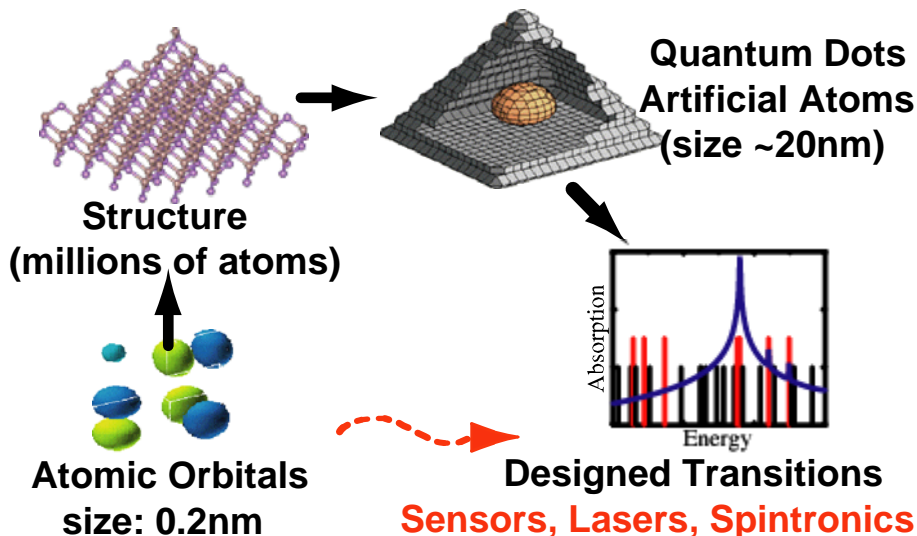 Quantum Dots
Artificial Atoms
(size ~20nm)
Structure
(millions of atoms)
Absorption
Energy
Atomic Orbitals
size: 0.2nm
Designed Transitions
Sensors, Lasers, Spintronics